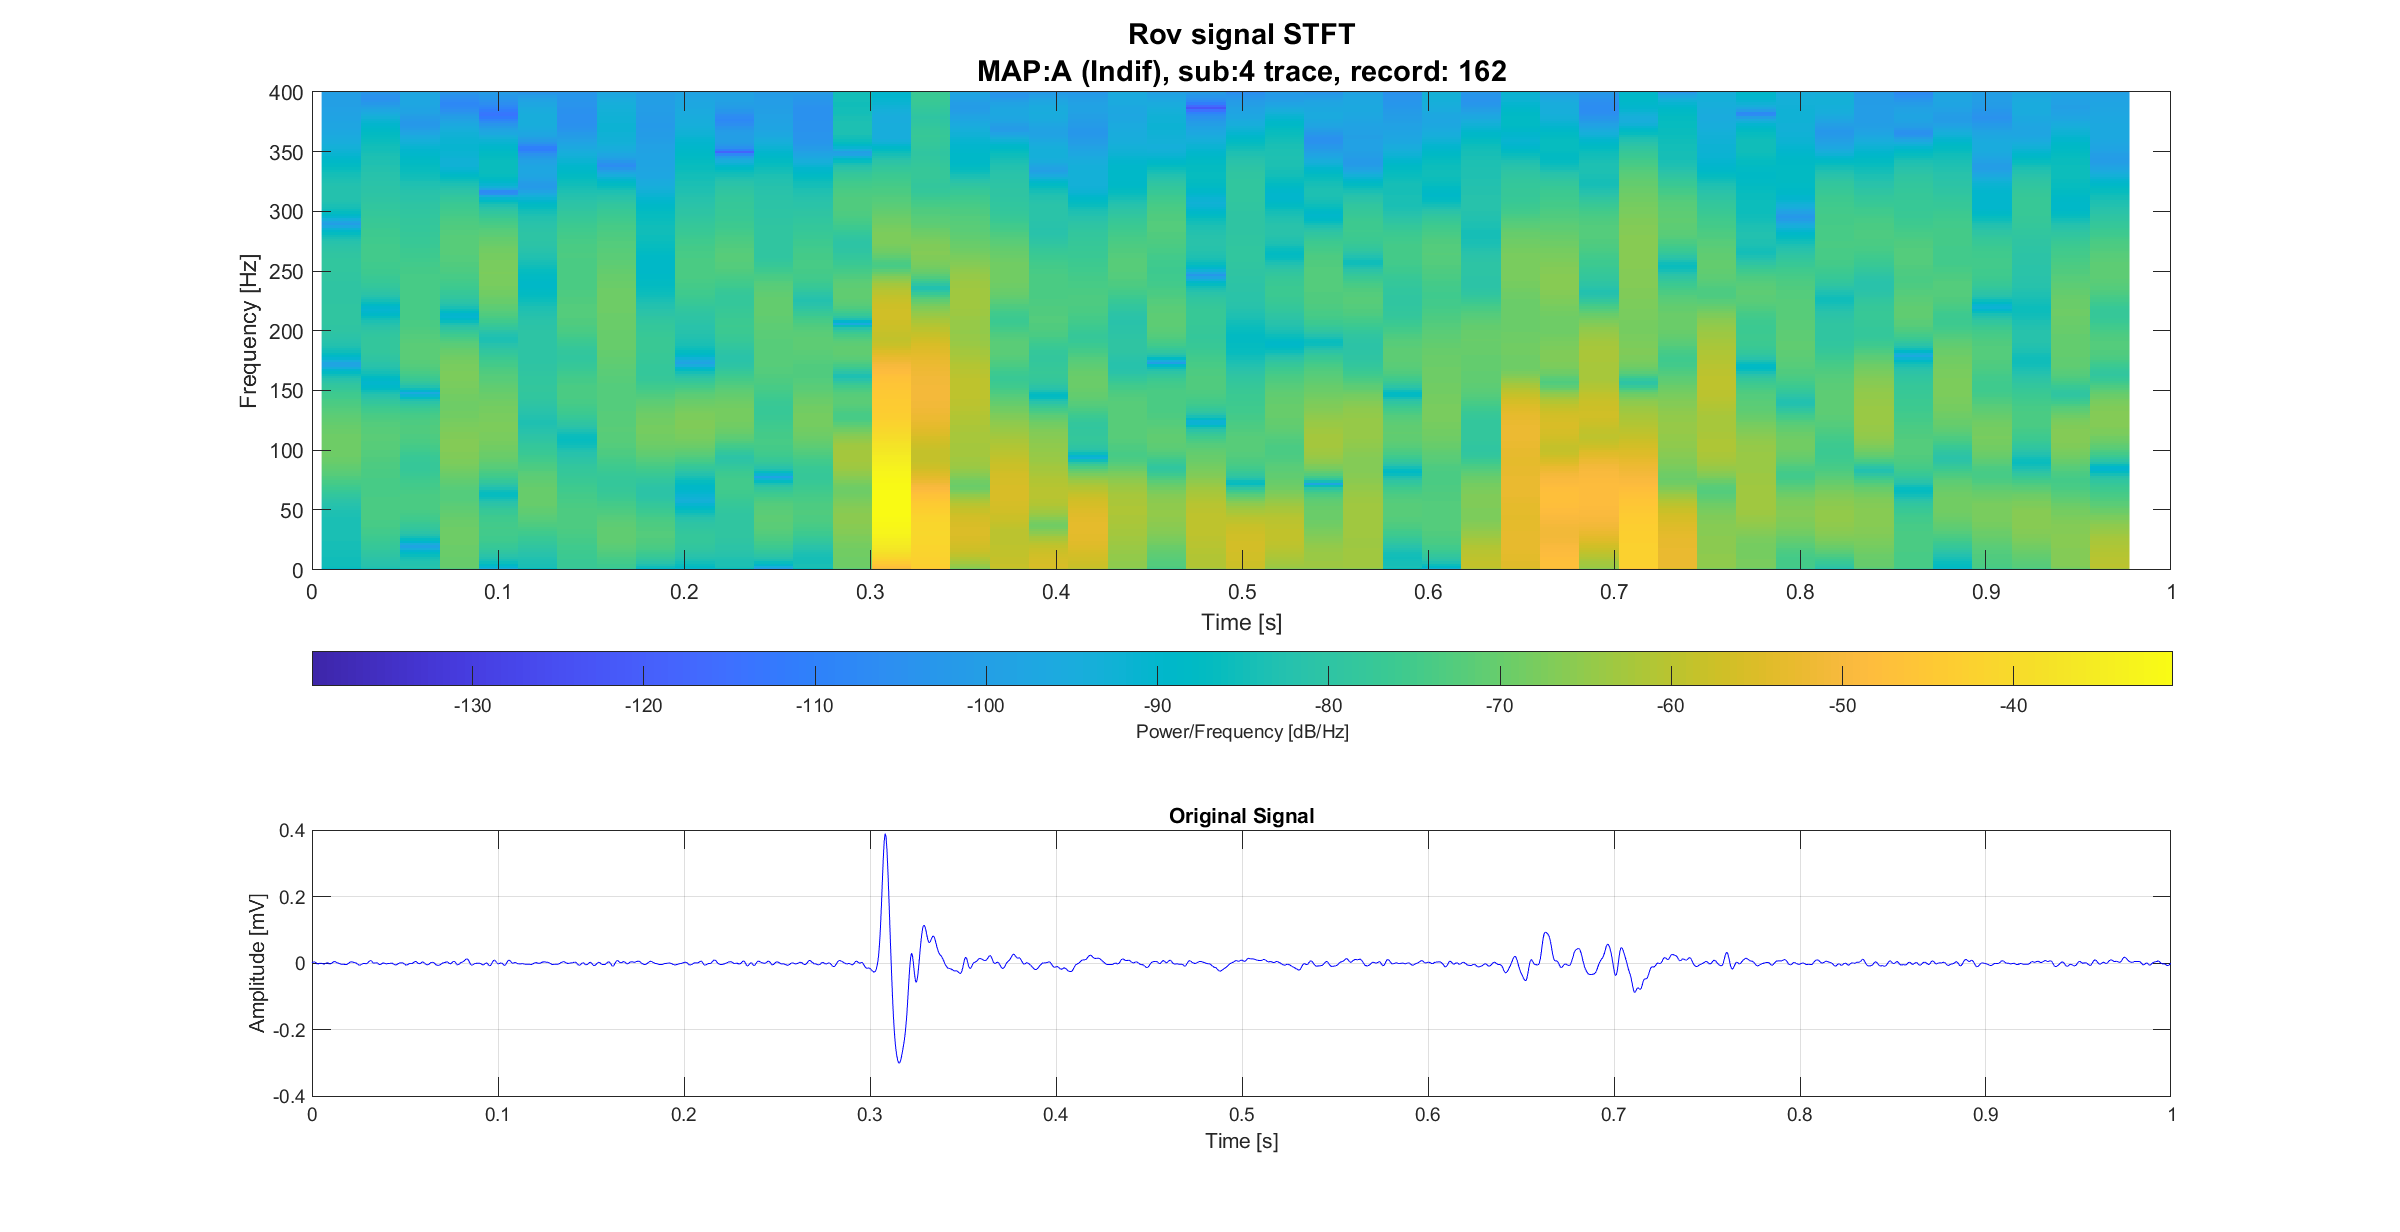 Rov signal STFT
MAP:A (Indif), sub:4 trace, record: 162
400
350
300
250
200
150
100
50
0
Frequency [Hz]
0 0.1 0.2 0.3 0.4 0.5 0.6 0.7 0.8 0.9 1
Time [s]
-130 -120 -110 -100 -90 -80 -70 -60 -50 -40
Power/Frequency [dB/Hz]
Original Signal
0.4
0.2
0
-0.2
-0.4
Amplitude [mV]
0 0.1 0.2 0.3 0.4 0.5 0.6 0.7 0.8 0.9 1
Time [s]